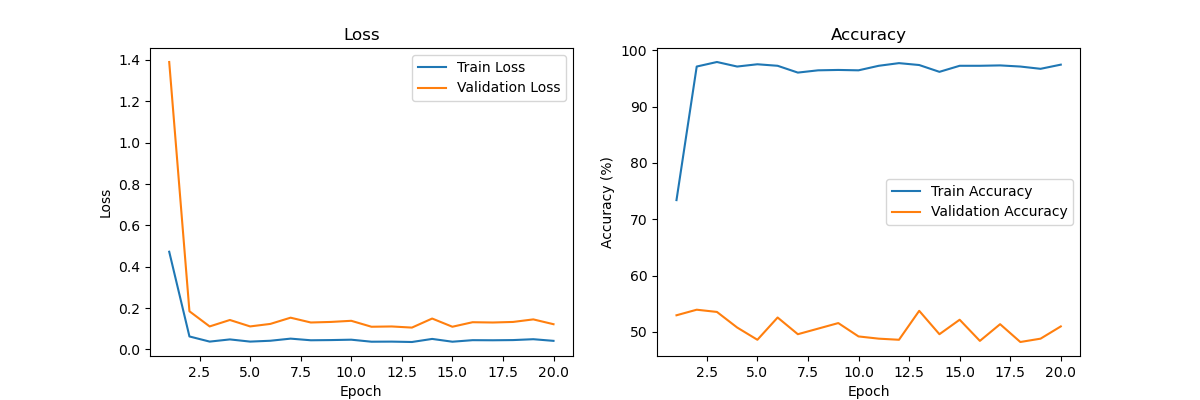 Loss
Train Loss
Validation Loss
1.4
1.2
1.0
0.8
0.6
0.4
0.2
0.0
Loss
2.5 5.0 7.5 10.0 12.5 15.0 17.5 20.0
Epoch
Accuracy
Train Accuracy
Validation Accuracy
100
90
80
70
60
50
Accuracy (%)
2.5 5.0 7.5 10.0 12.5 15.0 17.5 20.0
Epoch